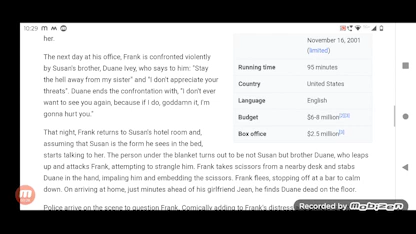 10:29
her.
The next day at his office, Frank is confronted violently
by Susan's brother, Duane Ivey, who says to him: "Stay
the hell away from my sister" and "I don't appreciate your
threats". Duane ends the confrontation with, "I don't ever
want to see you again, because if I do, goddamn it, I'm
gonna hurt you."
November 16, 2001
(limited)
Running time 95 minutes
Country United States
Language English
Budget $6-8 million
Box office $2.5 million
That night, Frank returns to Susan's hotel room and,
assuming that Susan is the form he sees in the bed,
starts talking to her. The person under the blanket turns out to be not Susan but brother Duane, who leaps
up and attacks Frank, attempting to strangle him. Frank takes scissors from a nearby desk and stabs
Duane in the hand, impaling him and embedding the scissors. Frank flees, stopping off at a bar to calm
down. On arriving at home, just minutes ahead of his girlfriend Jean, he finds Duane dead on the floor.
Police arrive on the scene to question Frank. Comically adding to Frank's distress
Recorded by MOBIZEN